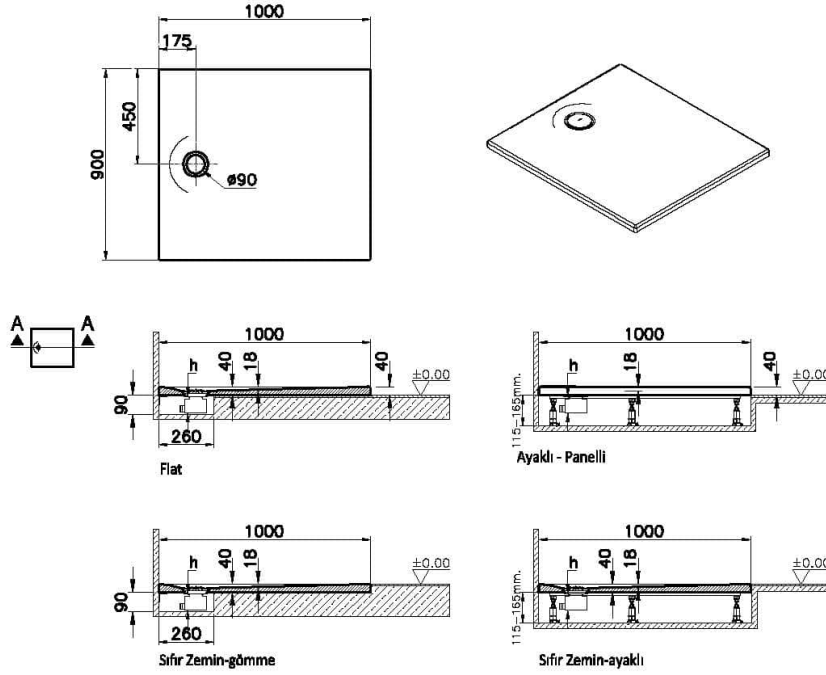 1000
175
450
900
ø90
A A
1000
h 40 18 40
±0.00
90
260
Flat
1000
18 40
h
±0.00
115-165mm.
Ayaklı - Panelli
1000
h 40 18
±0.00
90
260
Sıfır Zemin-gömme
1000
h 40 18
±0.00
115-165mm.
Sıfır Zemin-ayaklı